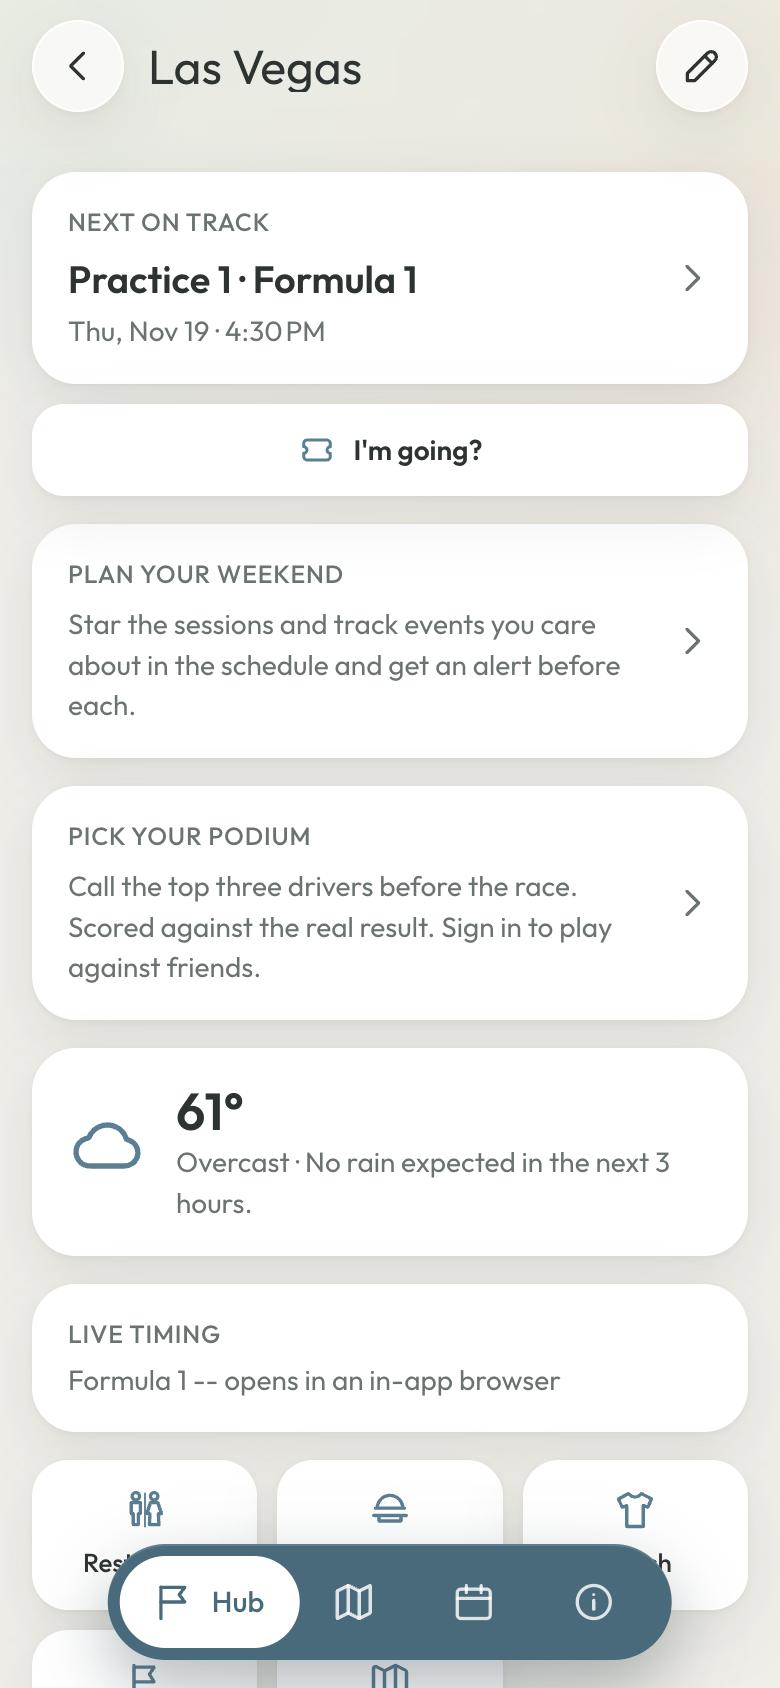 Las Vegas
NEXT ON TRACK
Practice 1 · Formula 1
Thu, Nov 19 · 4:30 PM
I'm going?
PLAN YOUR WEEKEND
Star the sessions and track events you care
about in the schedule and get an alert before
each.
PICK YOUR PODIUM
Call the top three drivers before the race.
Scored against the real result. Sign in to play
against friends.
61°
Overcast · No rain expected in the next 3
hours.
LIVE TIMING
Formula 1 -- opens in an in-app browser
Hub